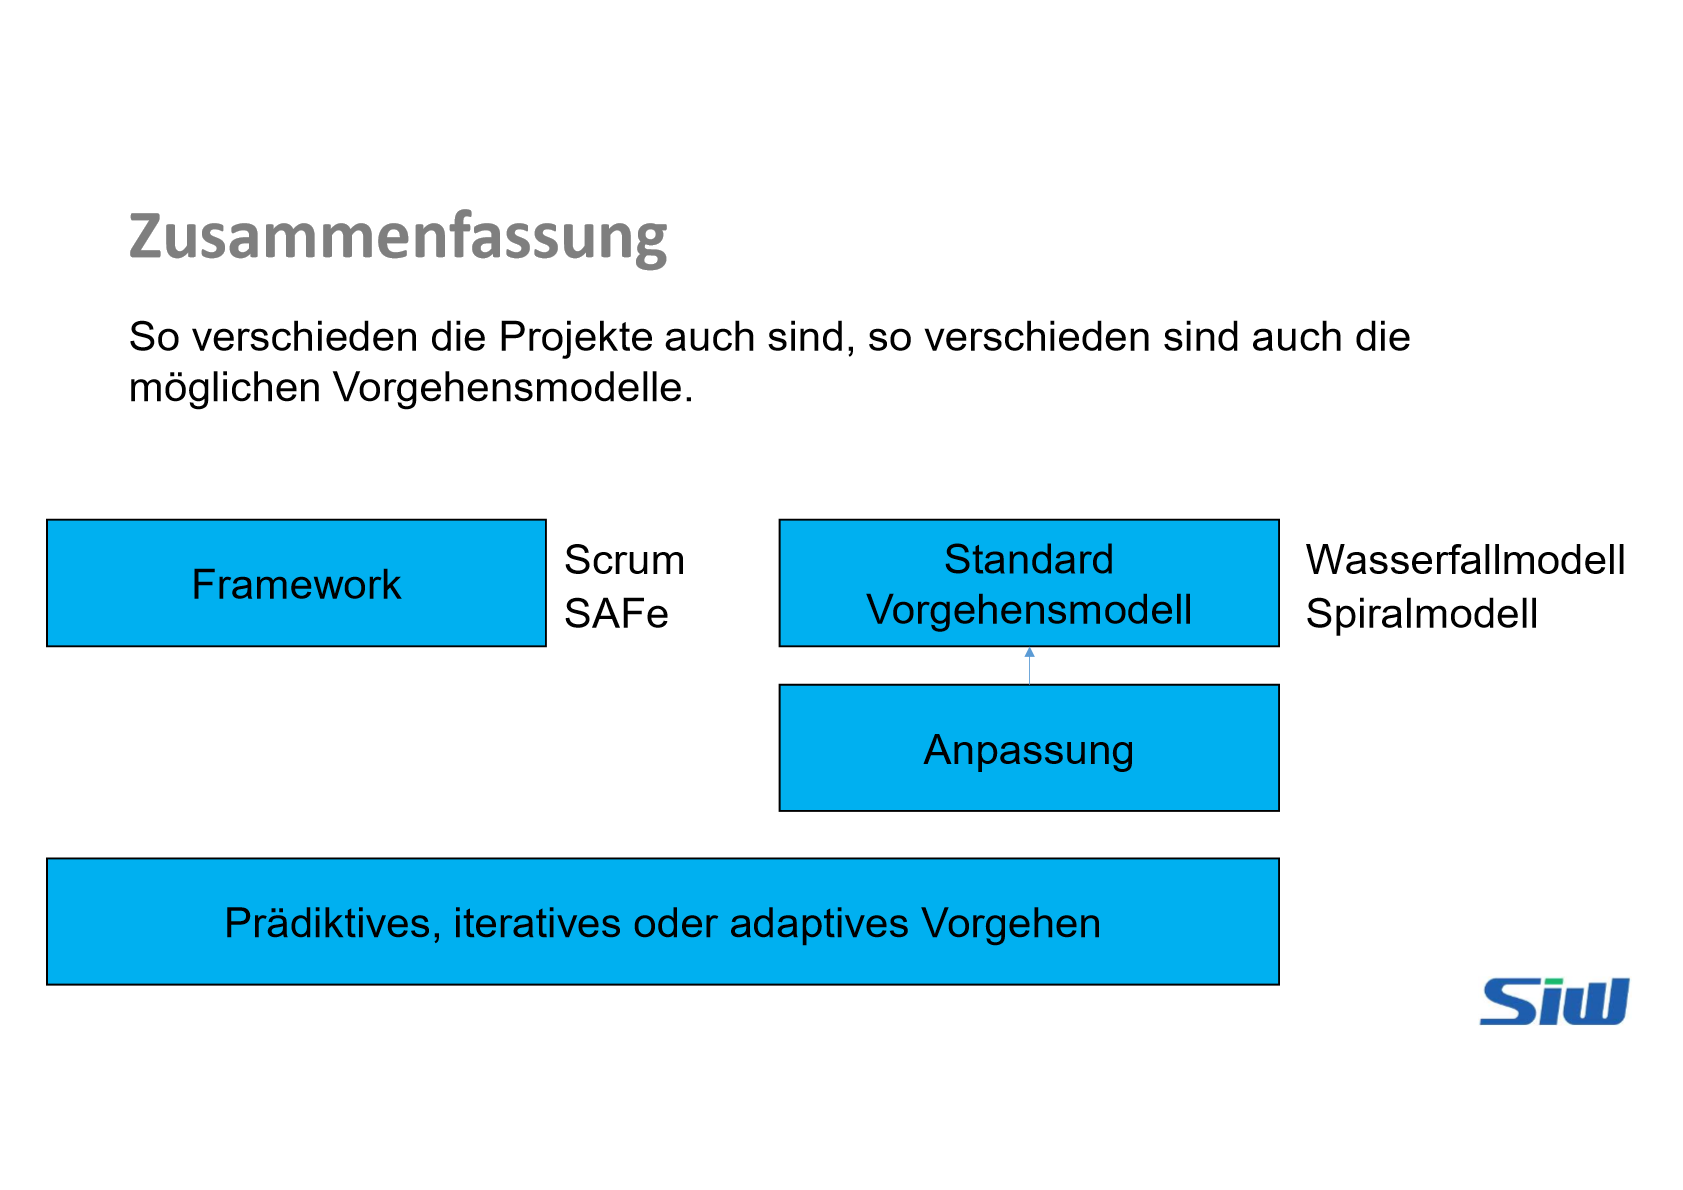 Zusammenfassung
So verschieden die Projekte auch sind, so verschieden sind auch die
möglichen Vorgehensmodelle.
Framework
Scrum
SAFe
Standard
Vorgehensmodell
Wasserfallmodell
Spiralmodell
Anpassung
Prädiktives, iteratives oder adaptives Vorgehen
Siw